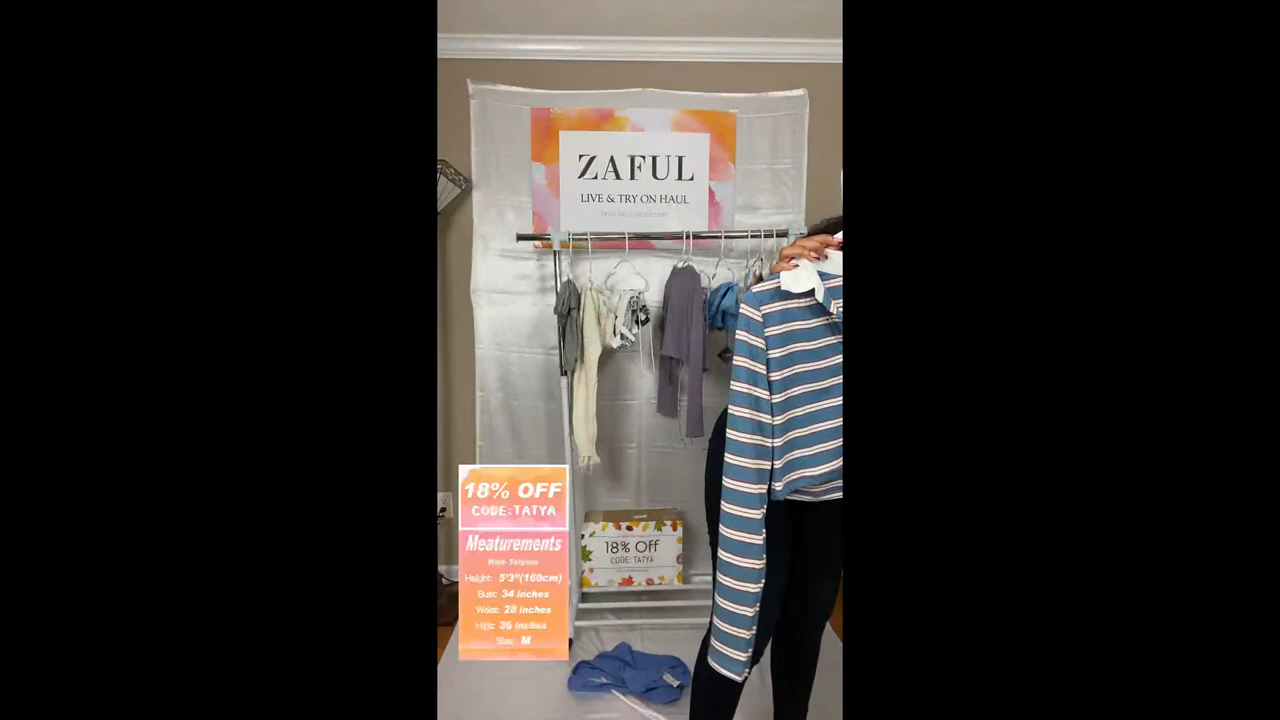 ZAFUL
LIVE & TRY ON HAUL
18% OFF
CODE:TATYA
Meaturements
Height: 5'3"(160cm)
Bust: 34 inches
Waist: 28 inches
Hips: 36 inches
Size: M
18% Off
CODE: TATYA